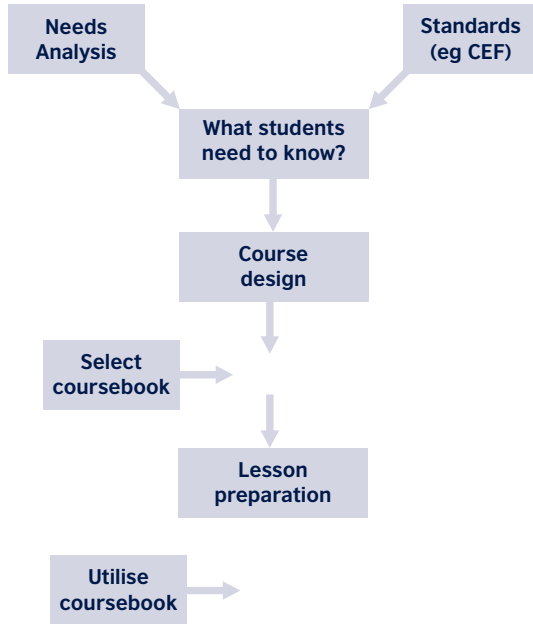 Needs
Analysis
Standards
(eg CEF)
What students
need to know?
Course
design
Select
coursebook
Lesson
preparation
Utilise
coursebook